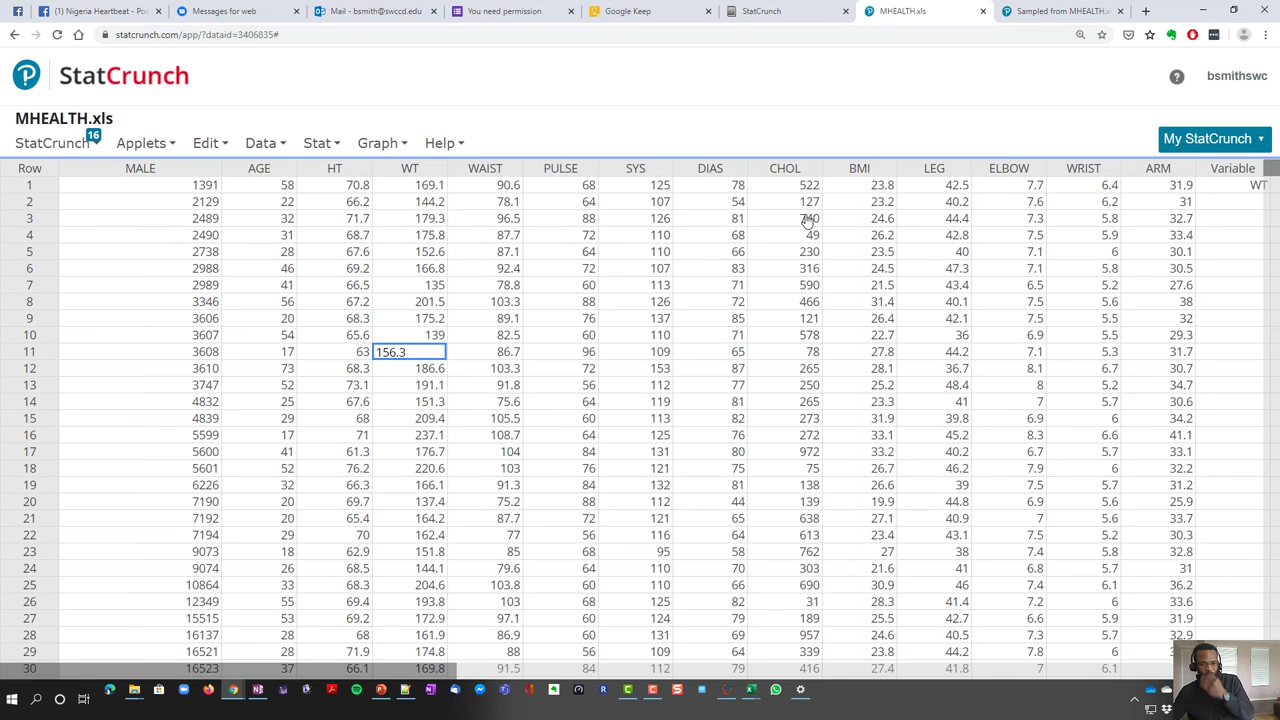 (1) Nigeria Heartbeat - Po Messages for web Mail - bsmith@swccd.edu You need permission Google Keep StatCrunch MHEALTH.xls Sampled from MHEALTH.x
statcrunch.com/app/?dataid=3406835#
StatCrunch bsmithswc
MHEALTH.xls
StatCrunch 16 Applets Edit Data Stat Graph Help My StatCrunch
Row MALE AGE HT WT WAIST PULSE SYS DIAS CHOL BMI LEG ELBOW WRIST ARM Variable
1 1391 58 70.8 169.1 90.6 68 125 78 522 23.8 42.5 7.7 6.4 31.9 WT
2 2129 22 66.2 144.2 78.1 64 107 54 127 23.2 40.2 7.6 6.2 31
3 2489 32 71.7 179.3 96.5 88 126 81 740 24.6 44.4 7.3 5.8 32.7
4 2490 31 68.7 175.8 87.7 72 110 68 49 26.2 42.8 7.5 5.9 33.4
5 2738 28 67.6 152.6 87.1 64 110 66 230 23.5 40 7.1 6 30.1
6 2988 46 69.2 166.8 92.4 72 107 83 316 24.5 47.3 7.1 5.8 30.5
7 2989 41 66.5 135 78.8 60 113 71 590 21.5 43.4 6.5 5.2 27.6
8 3346 56 67.2 201.5 103.3 88 126 72 466 31.4 40.1 7.5 5.6 38
9 3606 20 68.3 175.2 89.1 76 137 85 121 26.4 42.1 7.5 5.5 32
10 3607 54 65.6 139 82.5 60 110 71 578 22.7 36 6.9 5.5 29.3
11 3608 17 63 156.3 86.7 96 109 65 78 27.8 44.2 7.1 5.3 31.7
12 3610 73 68.3 186.6 103.3 72 153 87 265 28.1 36.7 8.1 6.7 30.7
13 3747 52 73.1 191.1 91.8 56 112 77 250 25.2 48.4 8 5.2 34.7
14 4832 25 67.6 151.3 75.6 64 119 81 265 23.3 41 7 5.7 30.6
15 4839 29 68 209.4 105.5 60 113 82 273 31.9 39.8 6.9 6 34.2
16 5599 17 71 237.1 108.7 64 125 76 272 33.1 45.2 8.3 6.6 41.1
17 5600 41 61.3 176.7 104 84 131 80 972 33.2 40.2 6.7 5.7 33.1
18 5601 52 76.2 220.6 103 76 121 75 75 26.7 46.2 7.9 6 32.2
19 6226 32 66.3 166.1 91.3 84 132 81 138 26.6 39 7.5 5.7 31.2
20 7190 20 69.7 137.4 75.2 88 112 44 139 19.9 44.8 6.9 5.6 25.9
21 7192 20 65.4 164.2 87.7 72 121 65 638 27.1 40.9 7 5.6 33.7
22 7194 29 70 162.4 77 56 116 64 613 23.4 43.1 7.5 5.2 30.3
23 9073 18 62.9 151.8 85 68 95 58 762 27 38 7.4 5.8 32.8
24 9074 26 68.5 144.1 79.6 64 110 70 303 21.6 41 6.8 5.7 31
25 10864 33 68.3 204.6 103.8 60 110 66 690 30.9 46 7.4 6.1 36.2
26 12349 55 69.4 193.8 103 68 125 82 31 28.3 41.4 7.2 6 33.6
27 15515 53 69.2 172.9 97.1 60 124 79 189 25.5 42.7 6.6 5.9 31.9
28 16137 28 68 161.9 86.9 60 131 69 957 24.6 40.5 7.3 5.7 32.9
29 16521 28 71.9 174.8 88 56 109 64 339 23.8 44.2 7.8 6
30 16523 37 66.1 169.8 91.5 84 112 79 416 27.4 41.8 7 6.1